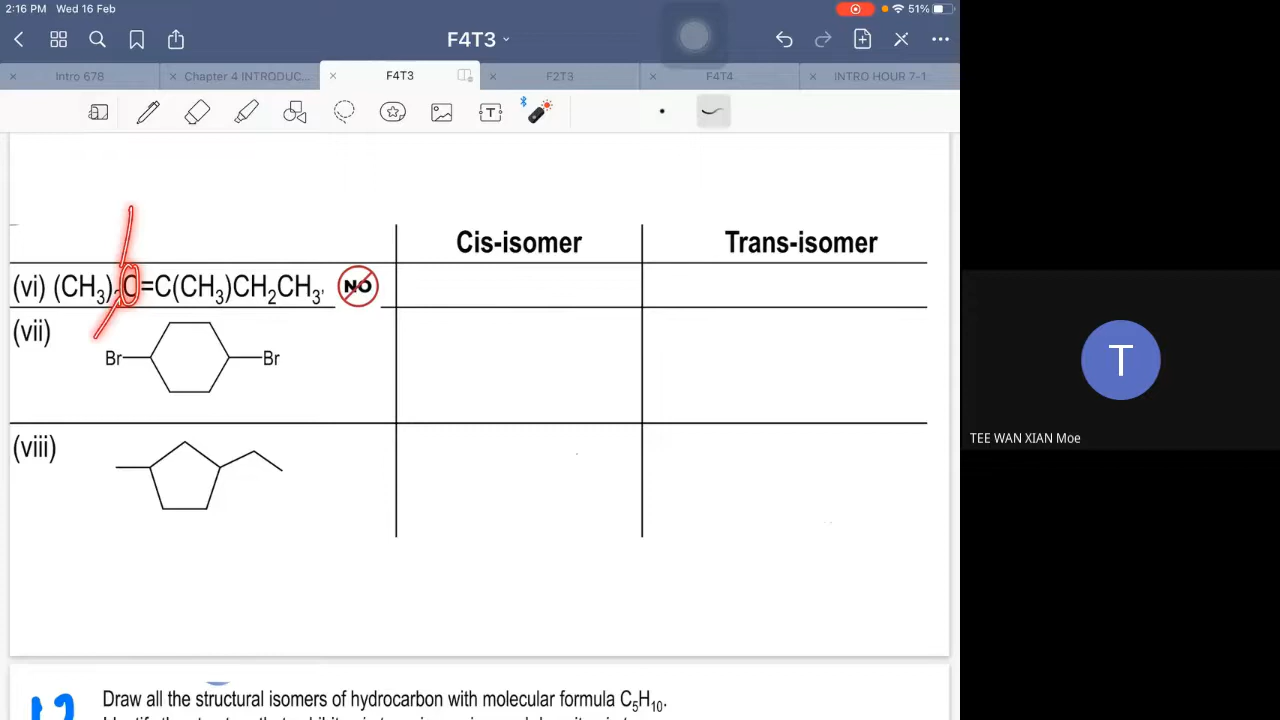 2:16 PM Wed 16 Feb
51%
F4T3
Intro 678
Chapter 4 INTRODUC...
F4T3
F2T3
F4T4
INTRO HOUR 7-1
T
Cis-isomer
Trans-isomer
(vi) (CH₃)₂C=C(CH₃)CH₂CH₃,
NO
(vii)
Br
Br
(viii)
T
TEE WAN XIAN Moe
12
Draw all the structural isomers of hydrocarbon with molecular formula C₅H₁₀.